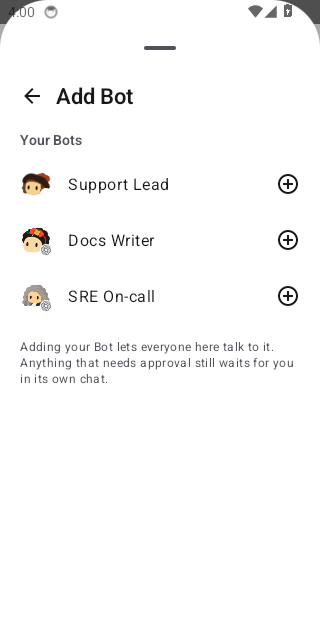 4:00
Add Bot
Your Bots
Support Lead
Docs Writer
SRE On-call
Adding your Bot lets everyone here talk to it.
Anything that needs approval still waits for you
in its own chat.